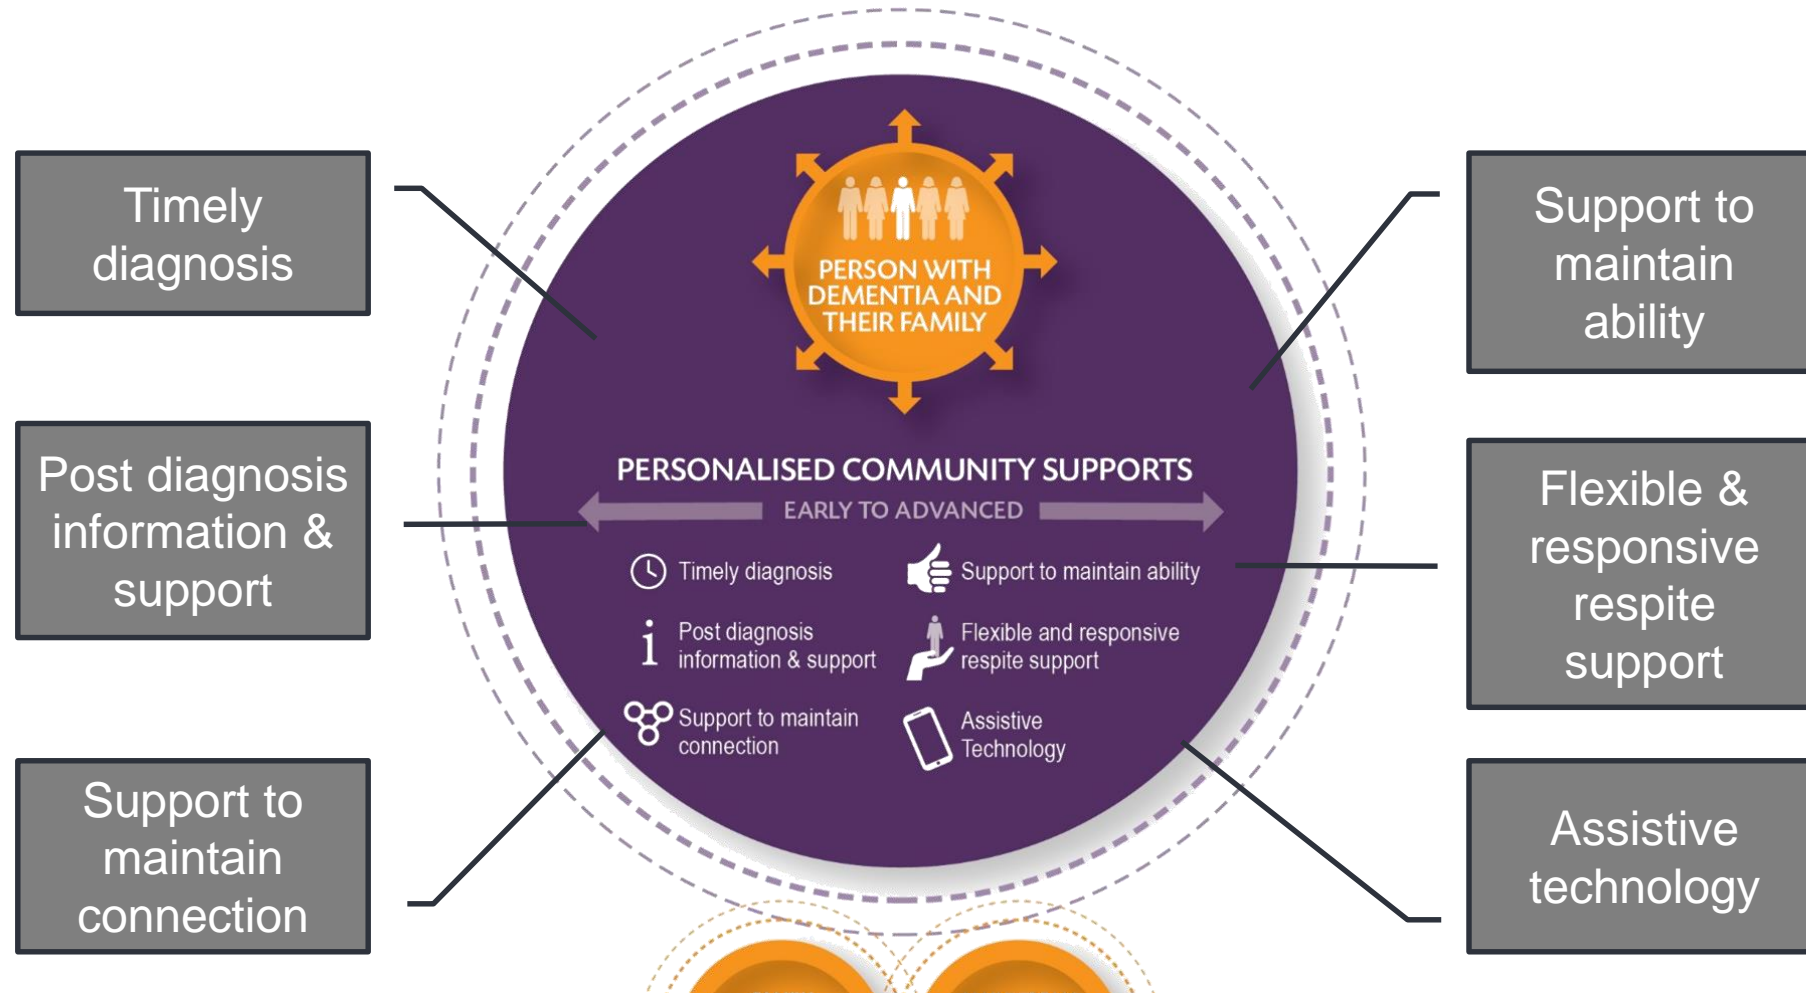 Timely
diagnosis
Post diagnosis
information &
support
Support to
maintain
connection
PERSON WITH
DEMENTIA AND
THEIR FAMILY
PERSONALISED COMMUNITY SUPPORTS
EARLY TO ADVANCED
Timely diagnosis
Post diagnosis
information & support
Support to maintain
connection
Support to maintain ability
Flexible and responsive
respite support
Assistive
Technology
Support to
maintain
ability
Flexible &
responsive
respite
support
Assistive
technology